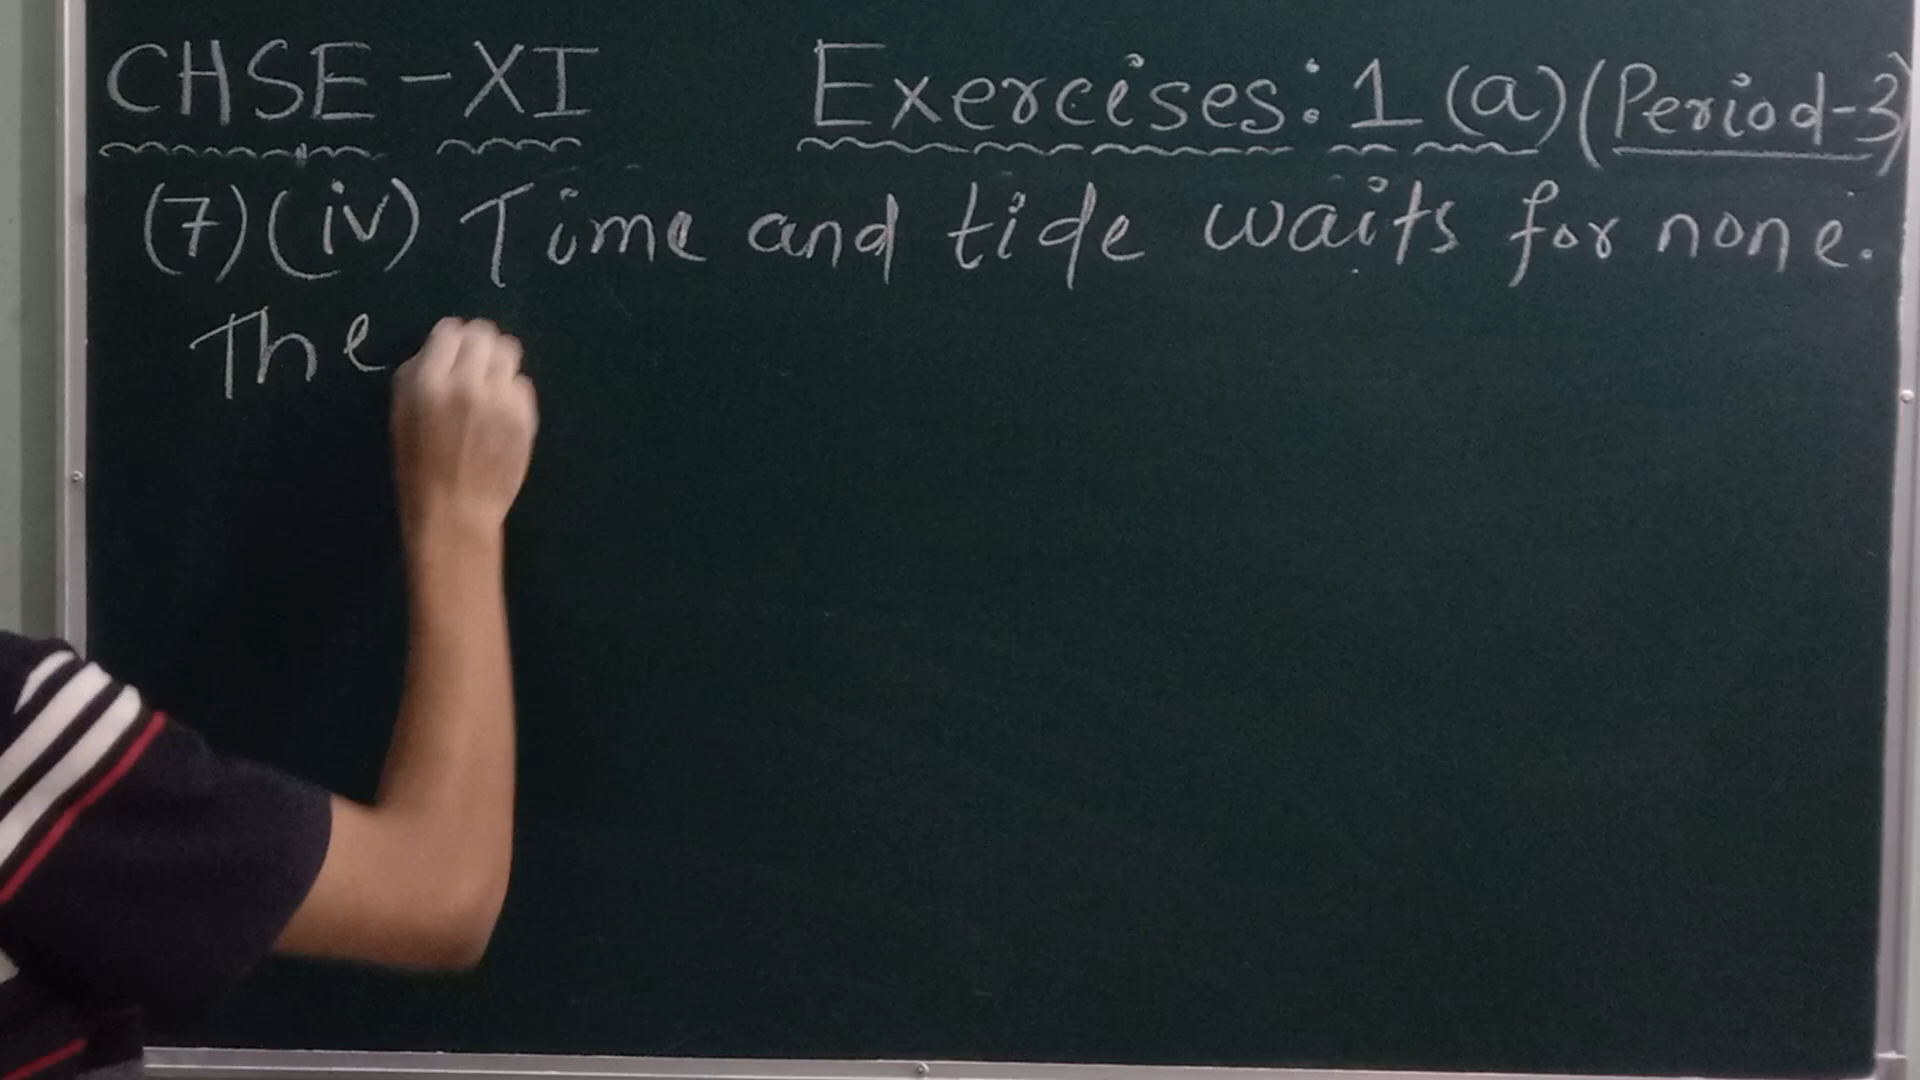 CHSE-XI Exercises: 1 (a) (Period-3)
(7) (iv) Time and tide waits for none.
The